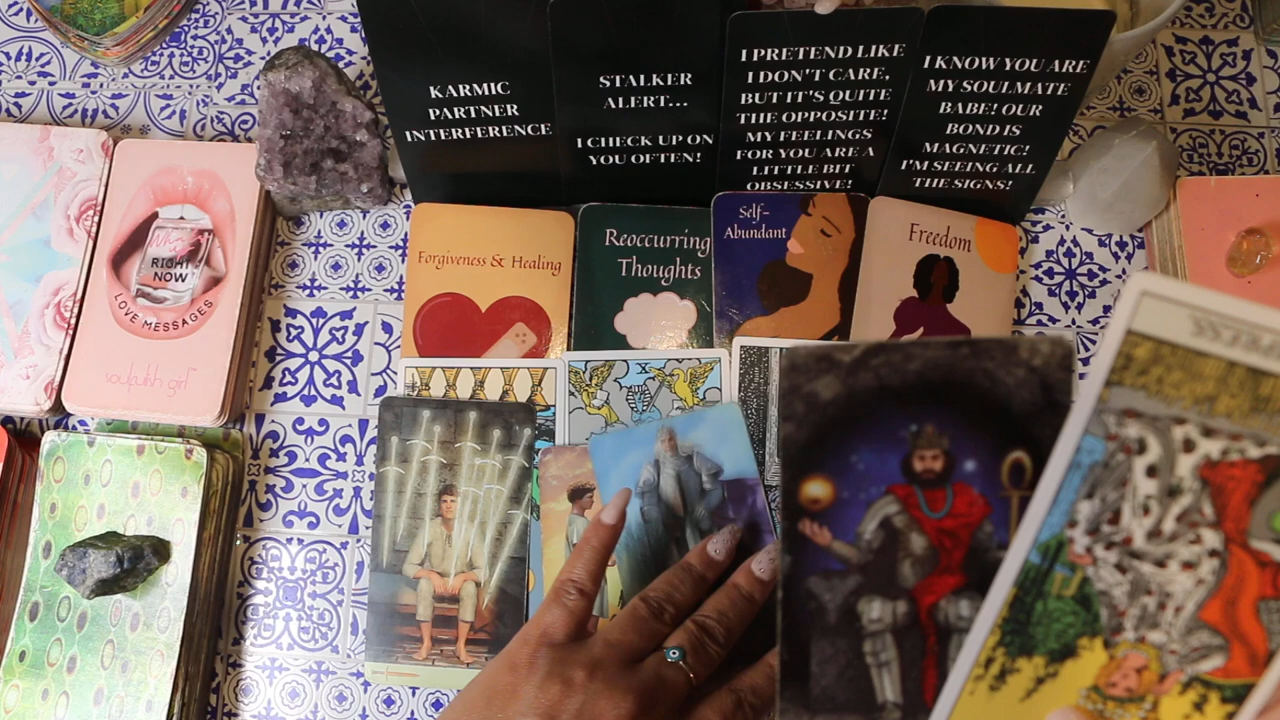 KARMIC
PARTNER
INTERFERENCE
STALKER
ALERT...
I CHECK UP ON
YOU OFTEN!
I PRETEND LIKE
I DON'T CARE,
BUT IT'S QUITE
THE OPPOSITE!
MY FEELINGS
FOR YOU ARE A
LITTLE BIT
OBSESSIVE!
I KNOW YOU ARE
MY SOULMATE
BABE! OUR
BOND IS
MAGNETIC!
I'M SEEING ALL
THE SIGNS!
Forgiveness & Healing
Reoccurring
Thoughts
Self-
Abundant
Freedom
RIGHT
NOW
LOVE MESSAGES
X